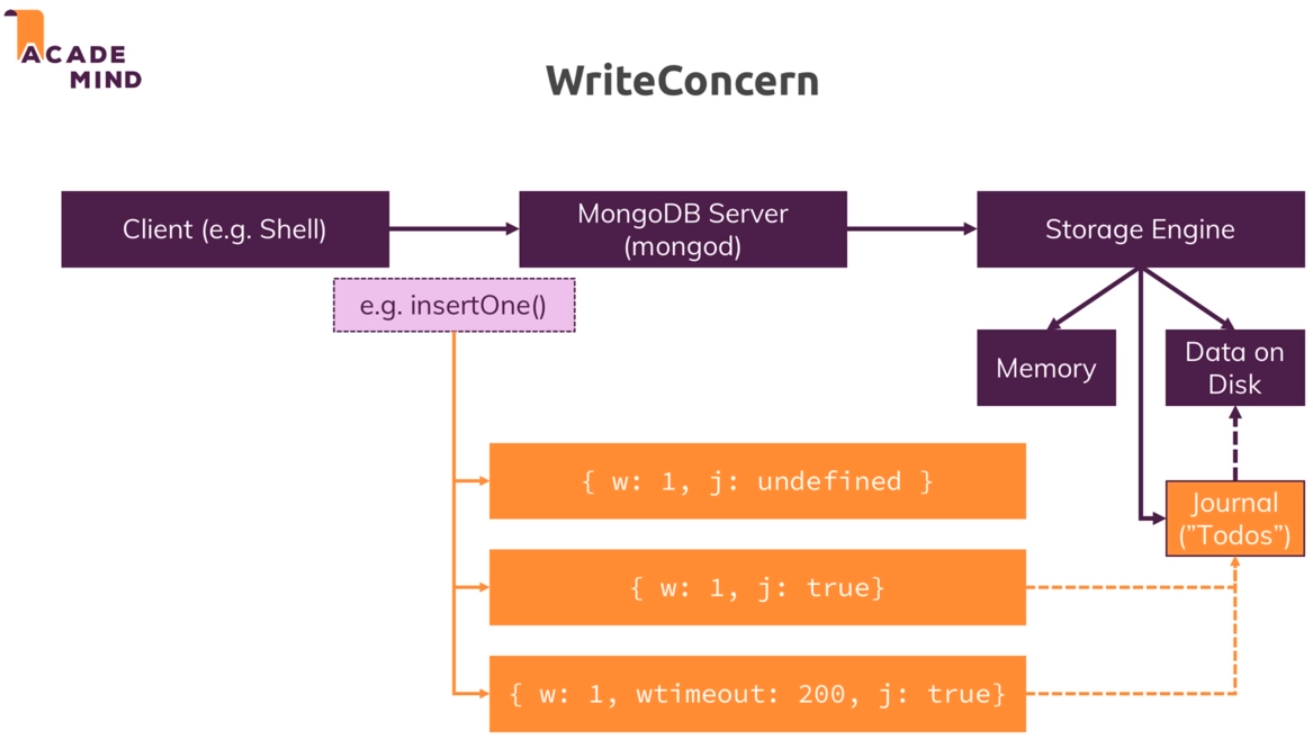 ACADE
MIND
WriteConcern
Client (e.g. Shell)
MongoDB Server
(mongod)
Storage Engine
e.g. insertOne()
Memory
Data on
Disk
{ w: 1, j: undefined }
Journal
("Todos")
{ w: 1, j: true}
{ w: 1, wtimeout: 200, j: true}